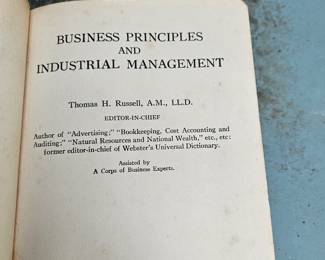 BUSINESS PRINCIPLES
AND
INDUSTRIAL MANAGEMENT
Thomas H. Russell, A.M., LL.D.
EDITOR-IN-CHIEF
Author of "Advertising;" "Bookkeeping, Cost Accounting and
Auditing;" "Natural Resources and National Wealth," etc., etc:
former editor-in-chief of Webster's Universal Dictionary.
Assisted by
A Corps of Business Experts.